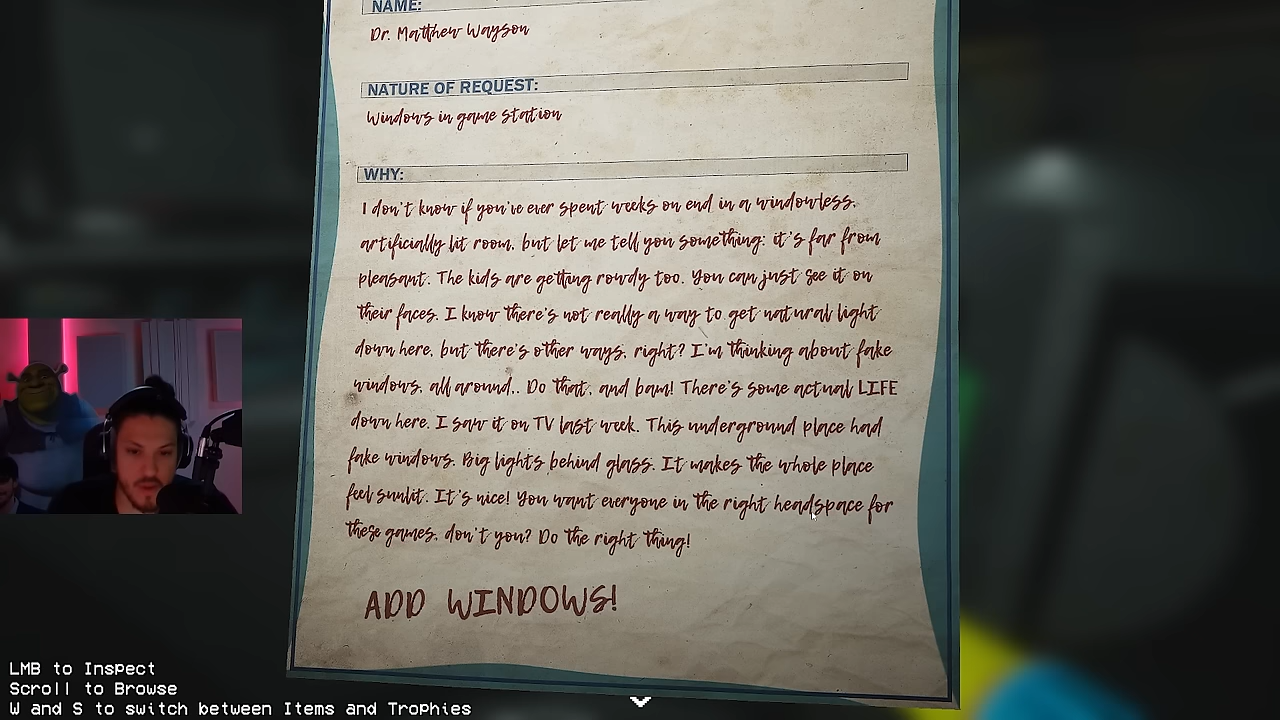 NAME:
Dr. Matthew Wayson
NATURE OF REQUEST:
Windows in game station
WHY:
I don't know if you've ever spent weeks on end in a windowless,
artificially lit room, but let me tell you something: it's far from
pleasant. The kids are getting rowdy too. You can just see it on
their faces. I know there's not really a way to get natural light
down here, but there's other ways, right? I'm thinking about fake
windows, all around.. Do that, and bam! There's some actual LIFE
down here. I saw it on TV last week. This underground place had
fake windows. Big lights behind glass. It makes the whole place
feel sunlit. It's nice! You want everyone in the right headspace for
these games, don't you? Do the right thing!
ADD WINDOWS!
LMB to Inspect
Scroll to Browse
W and S to switch between Items and Trophies